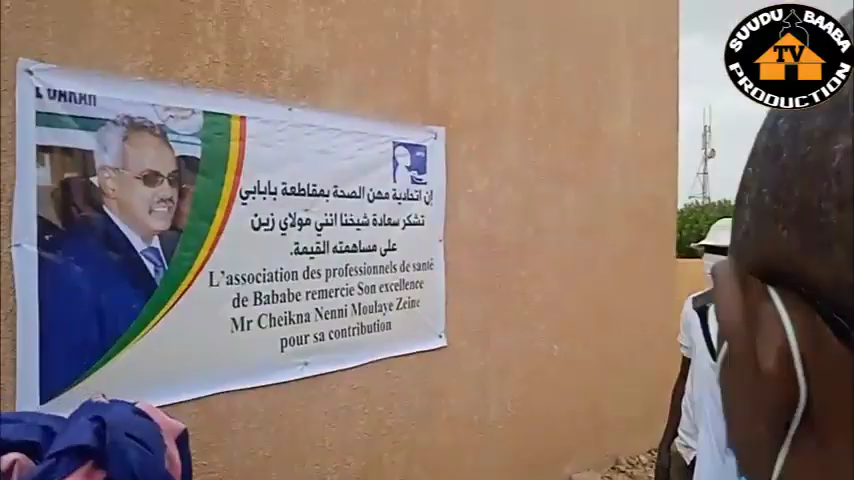 SUUDU BAABA
TV
PRODUCTION
إن اتحادية مهن الصحة بمقاطعة بابابي
تشكر سعادة شيخنا انني مولاي زين
على مساهمته القيمة.
L'association des professionnels de santé
de Bababe remercie Son excellence
Mr Cheikna Nenni Moulaye Zeine
pour sa contribution